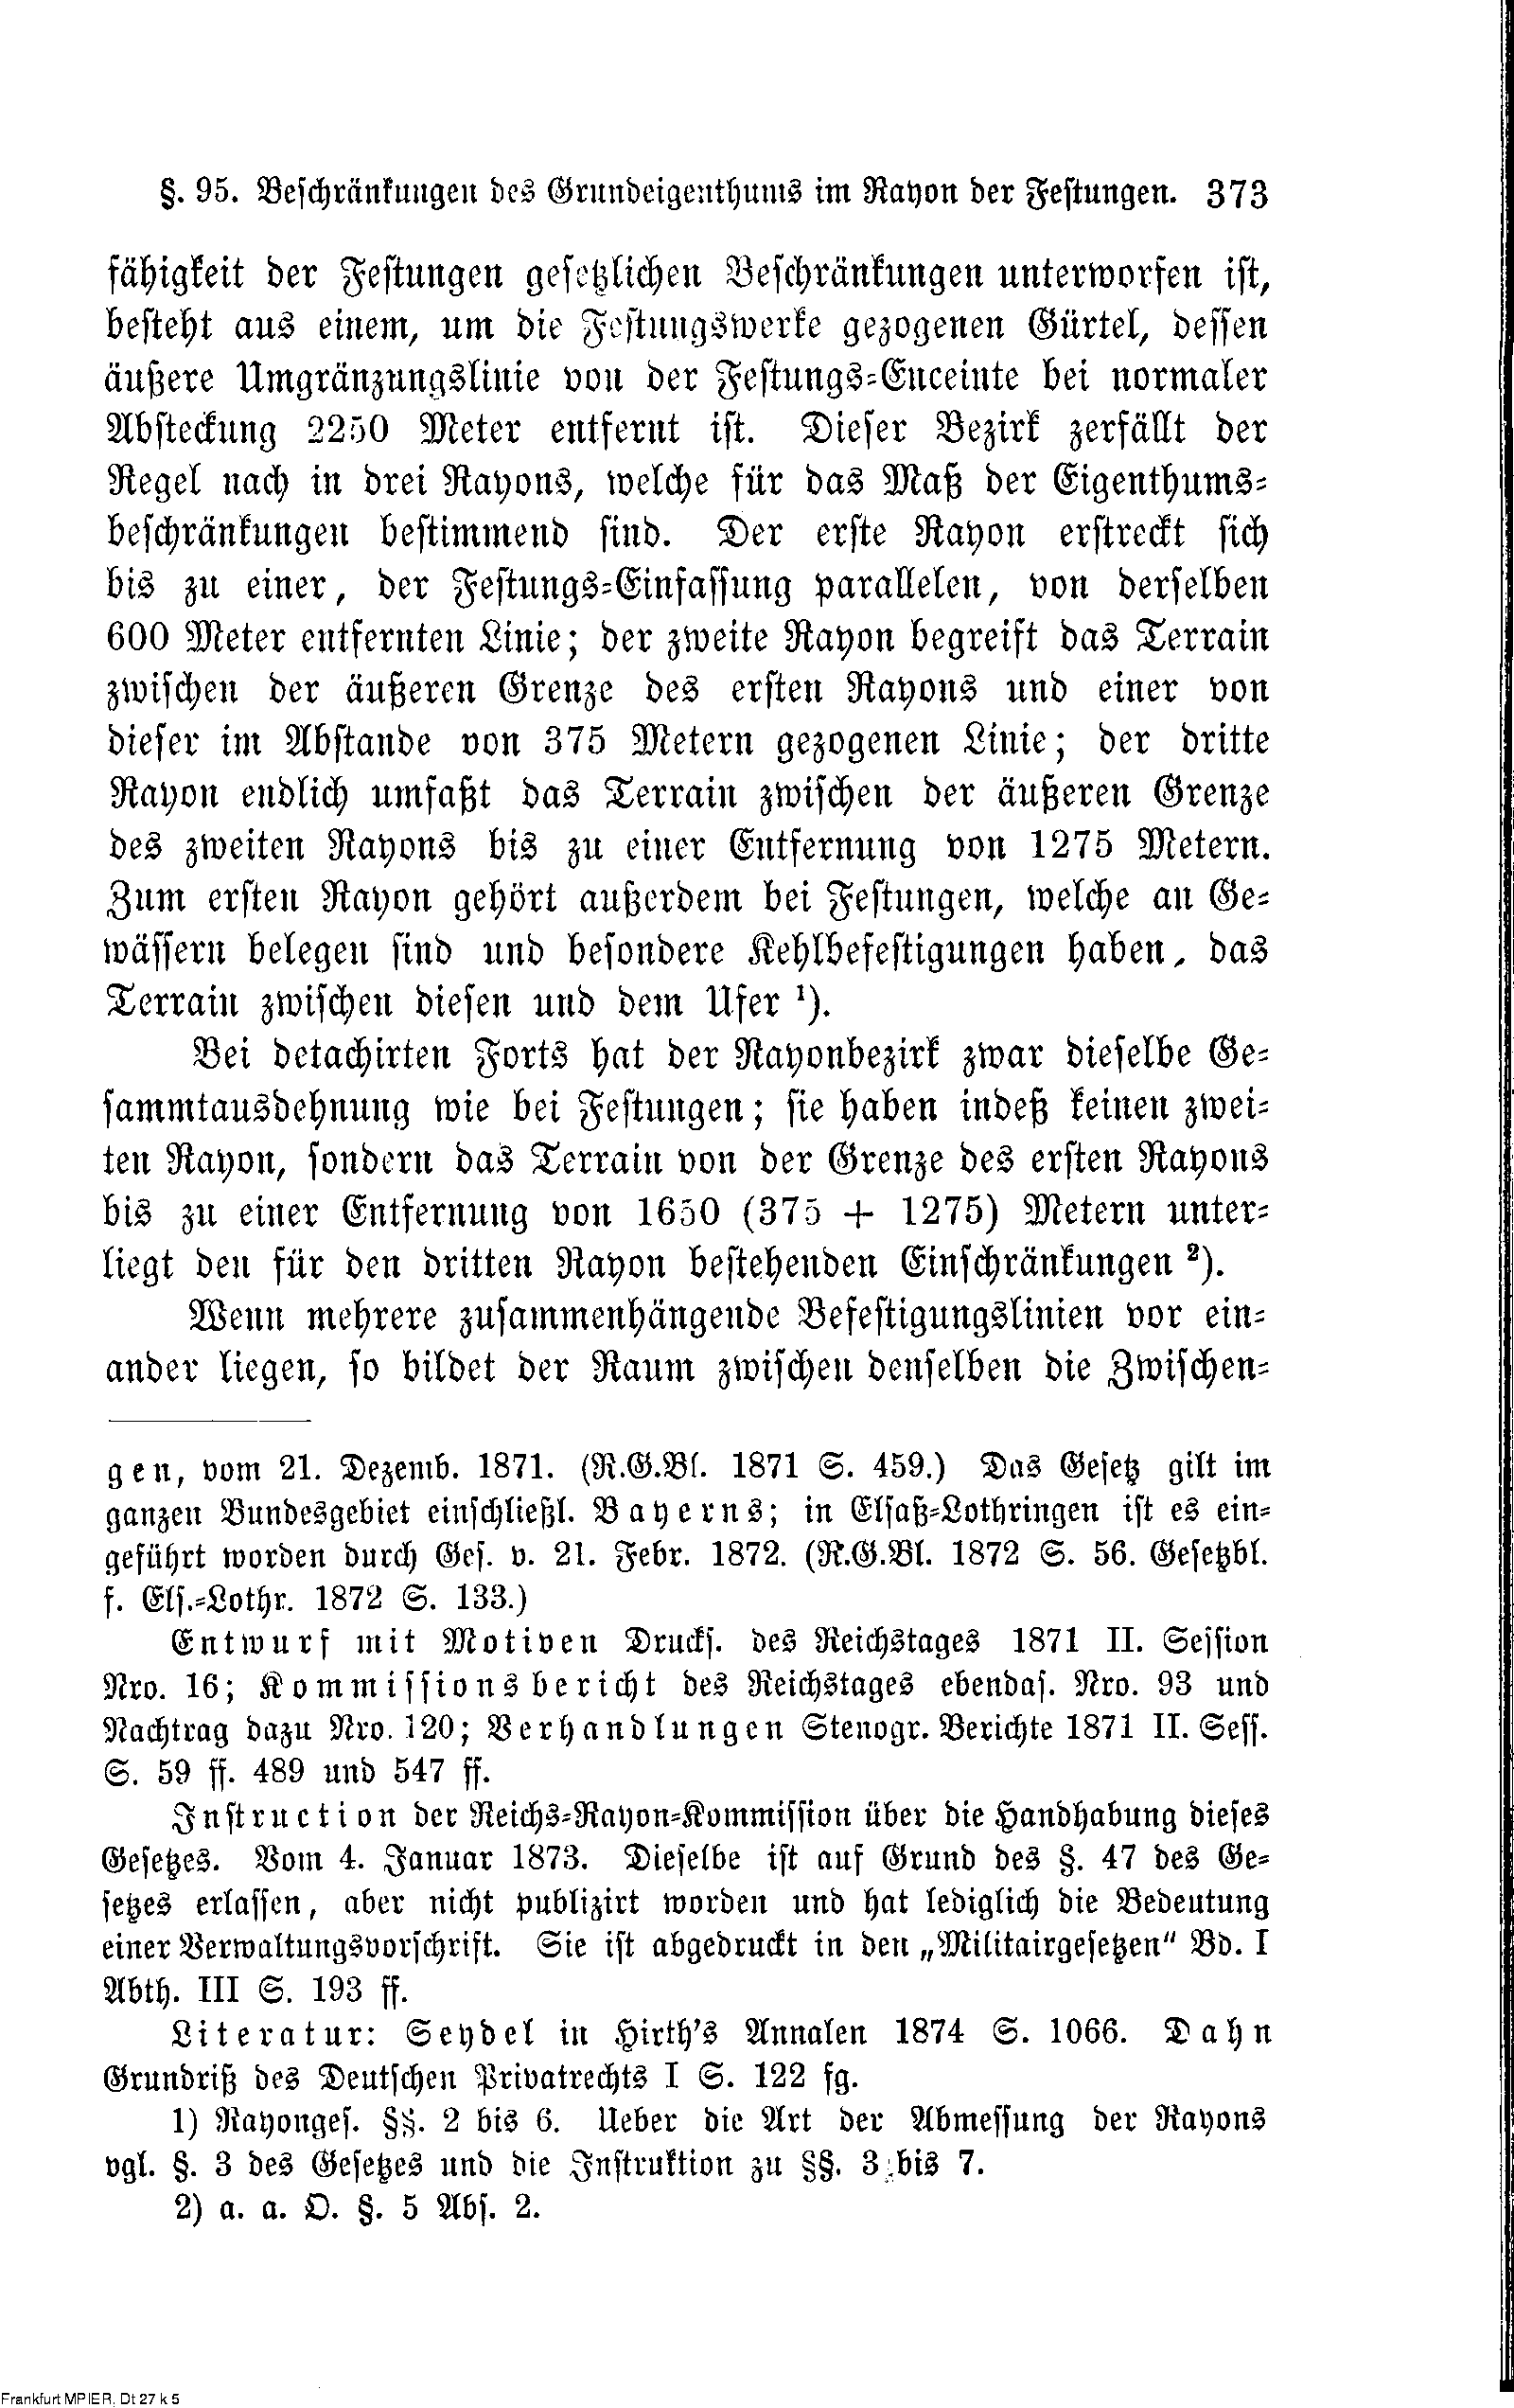 §. 95. Beschränkungen des Grundeigenthums im Rayon der Festungen. 373
fähigkeit der Festungen gesetzlichen Beschränkungen unterworfen ist,
besteht aus einem, um die Festungswerke gezogenen Gürtel, dessen
äußere Umgränzungslinie von der Festungs-Enceinte bei normaler
Absteckung 2250 Meter entfernt ist. Dieser Bezirk zerfällt der
Regel nach in drei Rayons, welche für das Maß der Eigenthums-
beschränkungen bestimmend sind. Der erste Rayon erstreckt sich
bis zu einer, der Festungs-Einfassung parallelen, von derselben
600 Meter entfernten Linie; der zweite Rayon begreift das Terrain
zwischen der äußeren Grenze des ersten Rayons und einer von
dieser im Abstande von 375 Metern gezogenen Linie; der dritte
Rayon endlich umfaßt das Terrain zwischen der äußeren Grenze
des zweiten Rayons bis zu einer Entfernung von 1275 Metern.
Zum ersten Rayon gehört außerdem bei Festungen, welche an Ge-
wässern belegen sind und besondere Kehlbefestigungen haben, das
Terrain zwischen diesen und dem Ufer ¹).
Bei detachirten Forts hat der Rayonbezirk zwar dieselbe Ge-
sammtausdehnung wie bei Festungen; sie haben indeß keinen zwei-
ten Rayon, sondern das Terrain von der Grenze des ersten Rayons
bis zu einer Entfernung von 1650 (375 + 1275) Metern unter-
liegt den für den dritten Rayon bestehenden Einschränkungen ²).
Wenn mehrere zusammenhängende Befestigungslinien vor ein-
ander liegen, so bildet der Raum zwischen denselben die Zwischen-
gen, vom 21. Dezemb. 1871. (R.G.Bl. 1871 S. 459.) Das Gesetz gilt im
ganzen Bundesgebiet einschließl. Bayerns; in Elsaß-Lothringen ist es ein-
geführt worden durch Ges. v. 21. Febr. 1872. (R.G.Bl. 1872 S. 56. Gesetzbl.
f. Els.-Lothr. 1872 S. 133.)
Entwurf mit Motiven Drucks. des Reichstages 1871 II. Session
Nro. 16; Kommissionsbericht des Reichstages ebendas. Nro. 93 und
Nachtrag dazu Nro. 120; Verhandlungen Stenogr. Berichte 1871 II. Sess.
S. 59 ff. 489 und 547 ff.
Instruction der Reichs-Rayon-Kommission über die Handhabung dieses
Gesetzes. Vom 4. Januar 1873. Dieselbe ist auf Grund des §. 47 des Ge-
setzes erlassen, aber nicht publizirt worden und hat lediglich die Bedeutung
einer Verwaltungsvorschrift. Sie ist abgedruckt in den „Militairgesetzen“ Bd. I
Abth. III S. 193 ff.
Literatur: Seydel in Hirth's Annalen 1874 S. 1066. Dahn
Grundriß des Deutschen Privatrechts I S. 122 fg.
1) Rayonges. §§. 2 bis 6. Ueber die Art der Abmessung der Rayons
vgl. §. 3 des Gesetzes und die Instruktion zu §§. 3 bis 7.
2) a. a. O. §. 5 Abs. 2.
Frankfurt MPIER, Dt 27 k 5